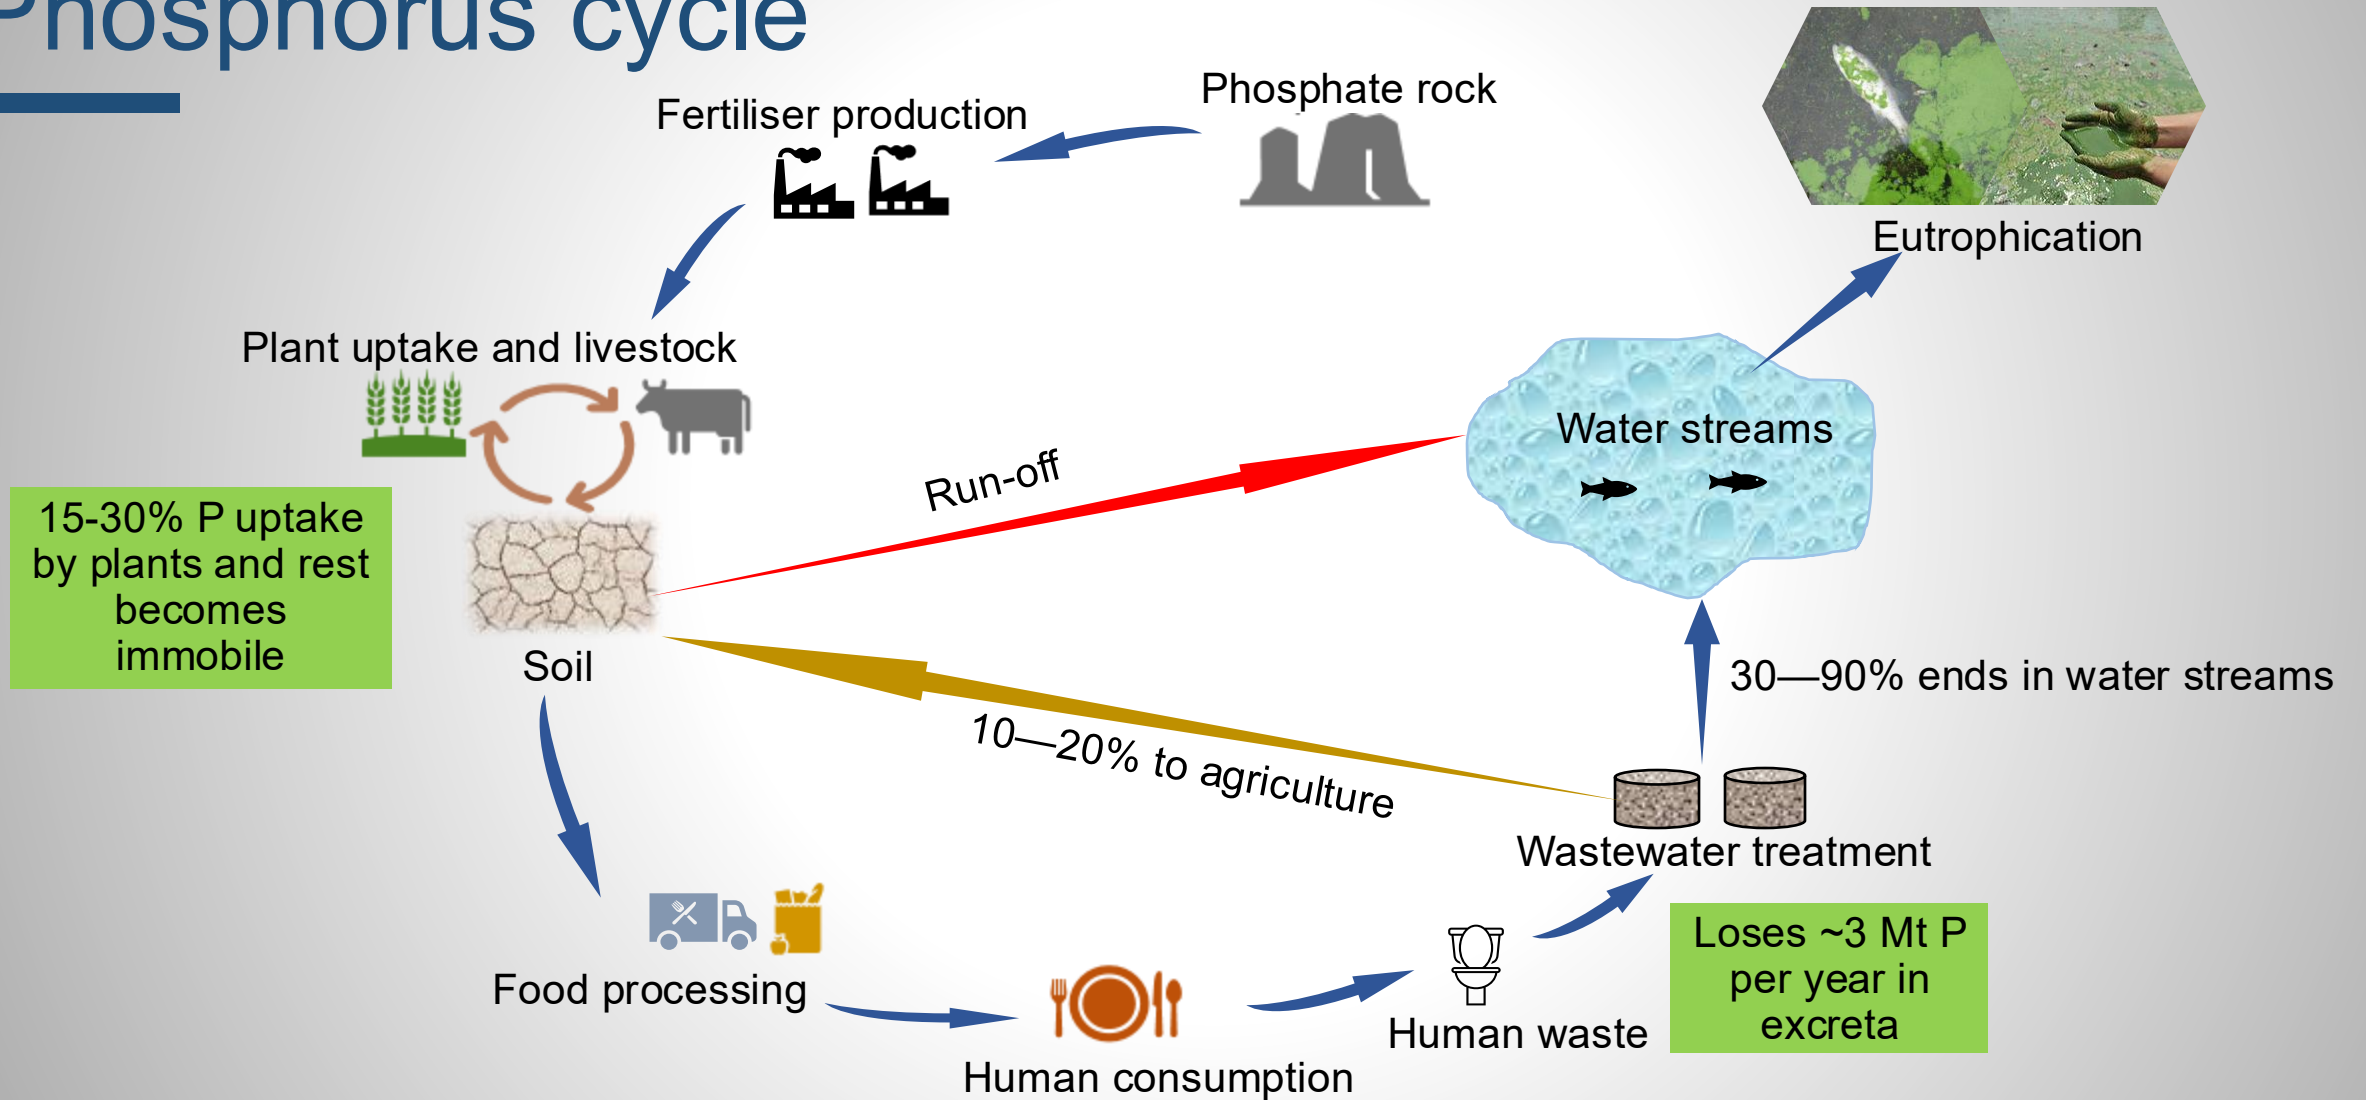 Phosphorus cycle
Phosphate rock
Fertiliser production
Eutrophication
Plant uptake and livestock
Water streams
Run-off
15-30% P uptake
by plants and rest
becomes
immobile
Soil
30—90% ends in water streams
10—20% to agriculture
Wastewater treatment
Loses ~3 Mt P
per year in
excreta
Food processing
Human waste
Human consumption